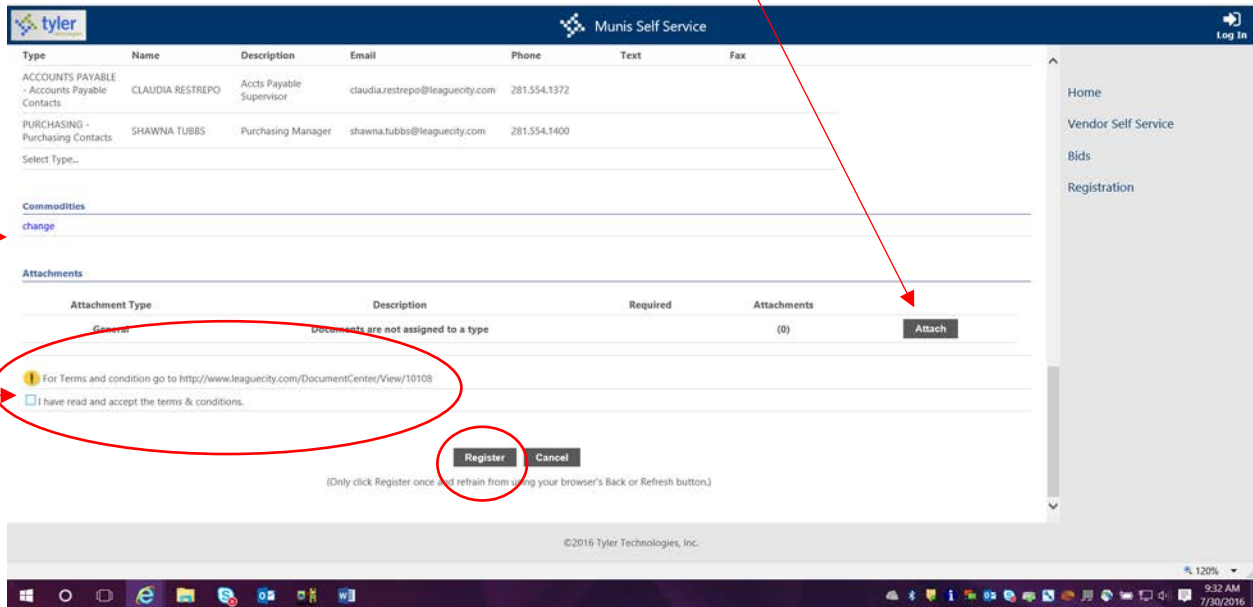 tyler
technologies
Munis Self Service
Log In
Type Name Description Email Phone Text Fax
ACCOUNTS PAYABLE
- Accounts Payable
Contacts
CLAUDIA RESTREPO
Accts Payable
Supervisor
claudia.restrepo@leaguecity.com
281.554.1372
PURCHASING -
Purchasing Contacts
SHAWNA TUBBS
Purchasing Manager
shawna.tubbs@leaguecity.com
281.554.1400
Select Type...
Home
Vendor Self Service
Bids
Registration
Commodities
change
Attachments
Attachment Type Description Required Attachments
General Documents are not assigned to a type (0) Attach
For Terms and condition go to http://www.leaguecity.com/DocumentCenter/View/10108
I have read and accept the terms & conditions.
Register Cancel
(Only click Register once and refrain from using your browser's Back or Refresh button.)
©2016 Tyler Technologies, Inc.
120%
9:32 AM
7/30/2016